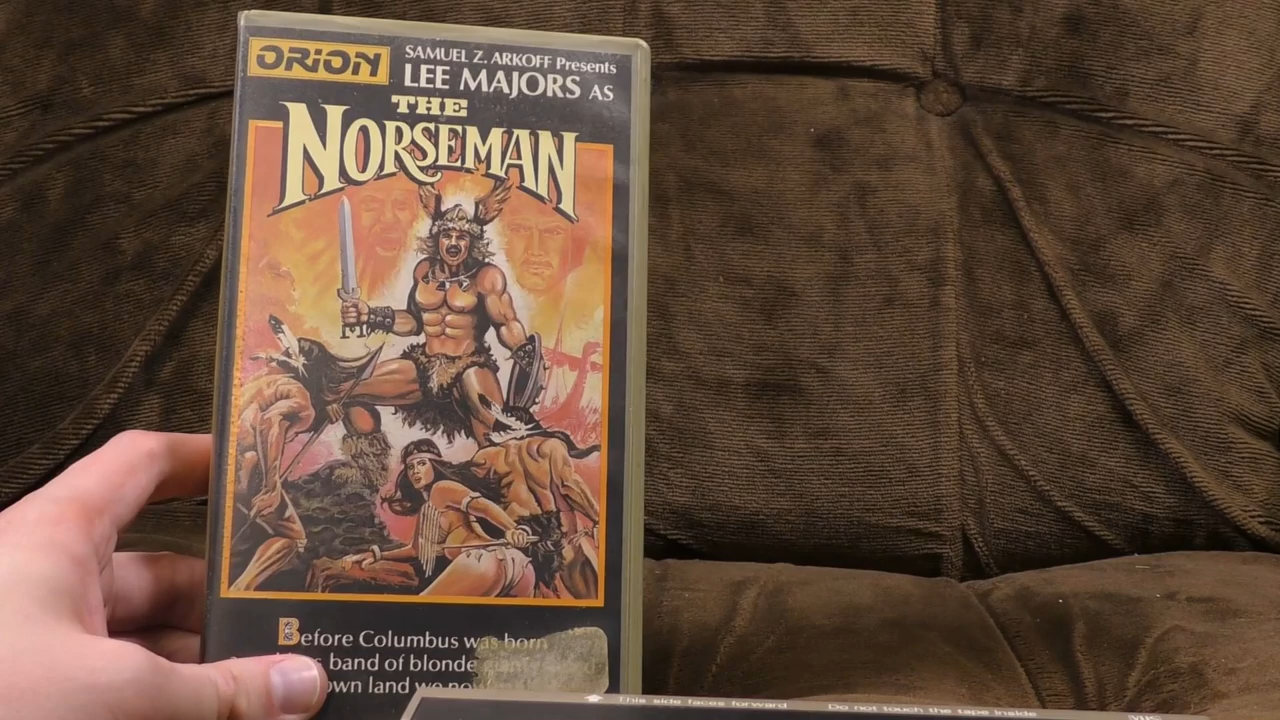 ORION
SAMUEL Z. ARKOFF Presents
LEE MAJORS AS
THE
NORSEMAN
Before Columbus was born
band of blonde
own land we now
This side faces forward Do not touch the tape inside